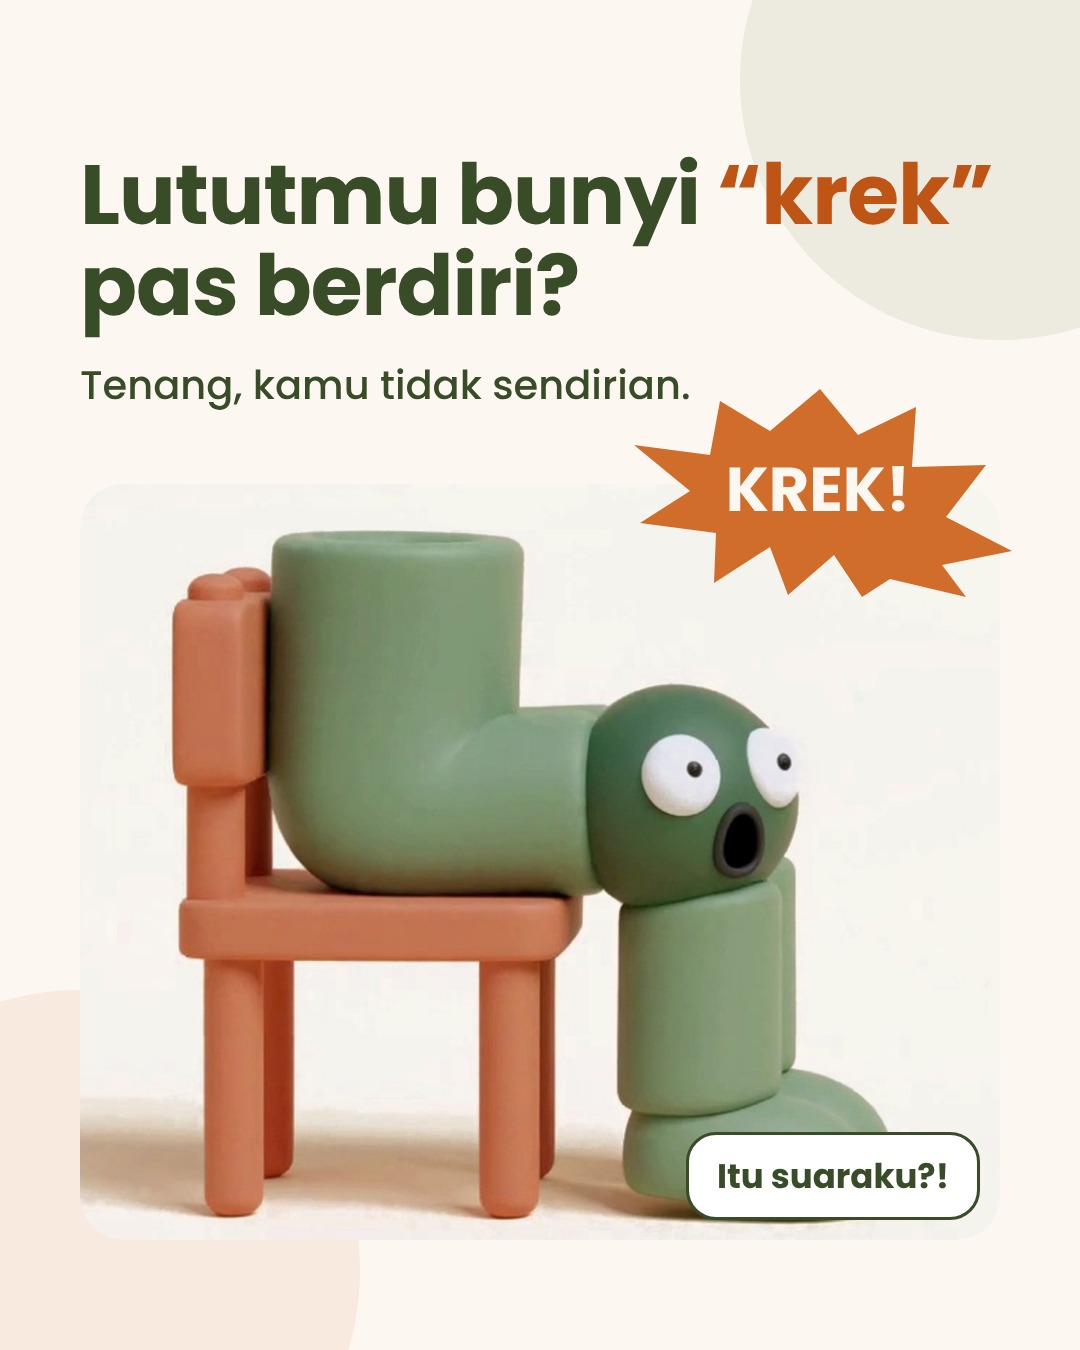 Lututmu bunyi “krek”
pas berdiri?
Tenang, kamu tidak sendirian.
KREK!
Itu suaraku?!